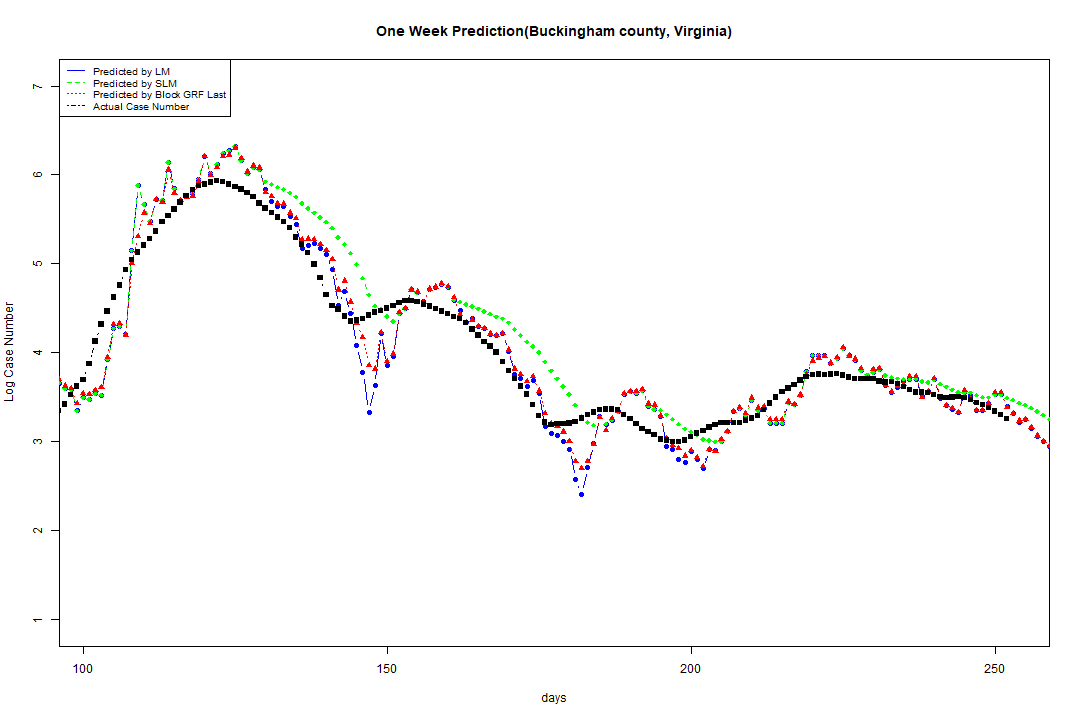 One Week Prediction(Buckingham county, Virginia)
Predicted by LM
Predicted by SLM
Predicted by Block GRF Last
Actual Case Number
Log Case Number
7
6
5
4
3
2
1
100 150 200 250
days